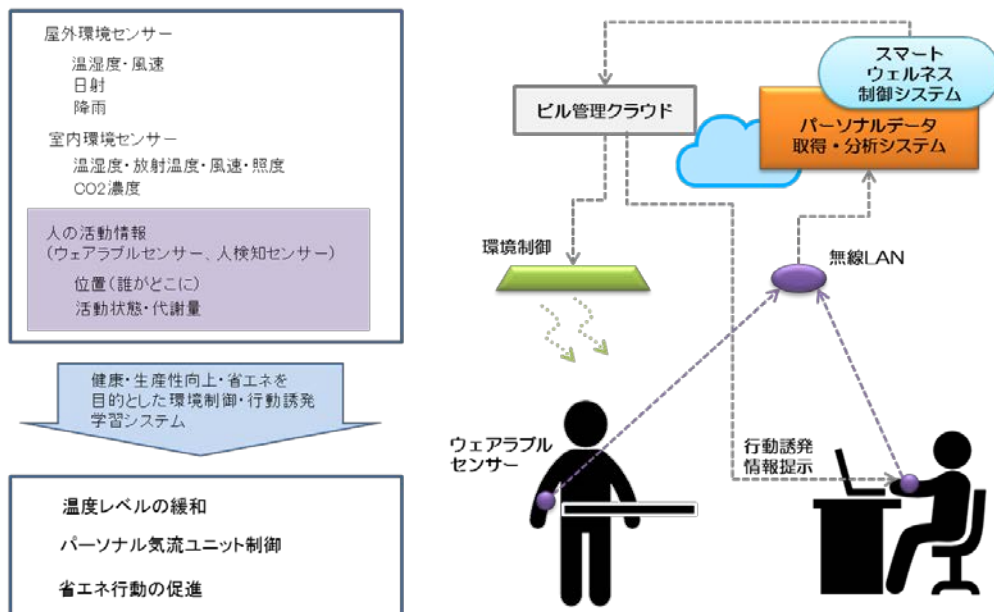 屋外環境センサー
温湿度・風速
日射
降雨
室内環境センサー
温湿度・放射温度・風速・照度
CO2濃度
人の活動情報
(ウェアラブルセンサー、人検知センサー)
位置(誰がどこに)
活動状態・代謝量
健康・生産性向上・省エネを
目的とした環境制御・行動誘発
学習システム
温度レベルの緩和
パーソナル気流ユニット制御
省エネ行動の促進
スマート
ウェルネス
制御システム
ビル管理クラウド
パーソナルデータ
取得・分析システム
環境制御
無線LAN
ウェアラブル
センサー
行動誘発
情報提示